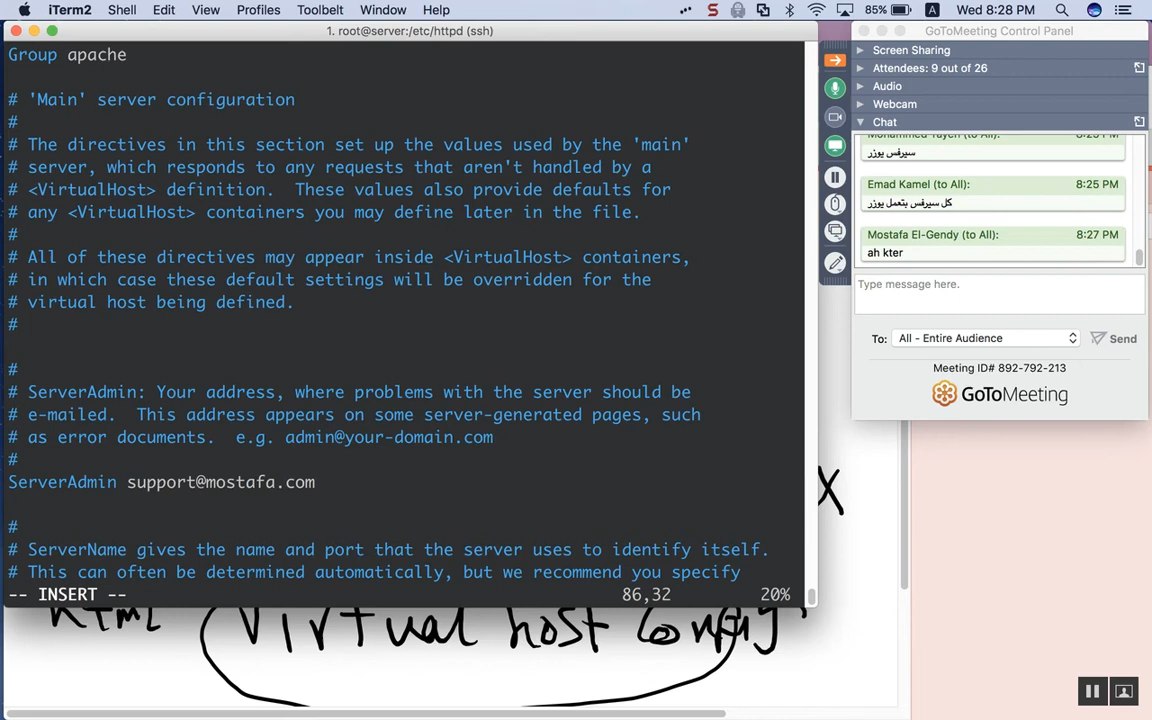 iTerm2 Shell Edit View Profiles Toolbelt Window Help
85% A Wed 8:28 PM
1. root@server:/etc/httpd (ssh)
Group apache
# 'Main' server configuration
#
# The directives in this section set up the values used by the 'main'
# server, which responds to any requests that aren't handled by a
# <VirtualHost> definition.  These values also provide defaults for
# any <VirtualHost> containers you may define later in the file.
#
# All of these directives may appear inside <VirtualHost> containers,
# in which case these default settings will be overridden for the
# virtual host being defined.
#
#
# ServerAdmin: Your address, where problems with the server should be
# e-mailed.  This address appears on some server-generated pages, such
# as error documents.  e.g. admin@your-domain.com
#
ServerAdmin support@mostafa.com
#
# ServerName gives the name and port that the server uses to identify itself.
# This can often be determined automatically, but we recommend you specify
-- INSERT -- 86,32 20%
GoToMeeting Control Panel
Screen Sharing
Attendees: 9 out of 26
Audio
Webcam
Chat
سيرفس يوزر
Emad Kamel (to All): 8:25 PM
كل سيرفس بتعمل يوزر
Mostafa El-Gendy (to All): 8:27 PM
ah kter
Type message here.
To: All - Entire Audience Send
Meeting ID# 892-792-213
GoToMeeting
X
html Virtual host config